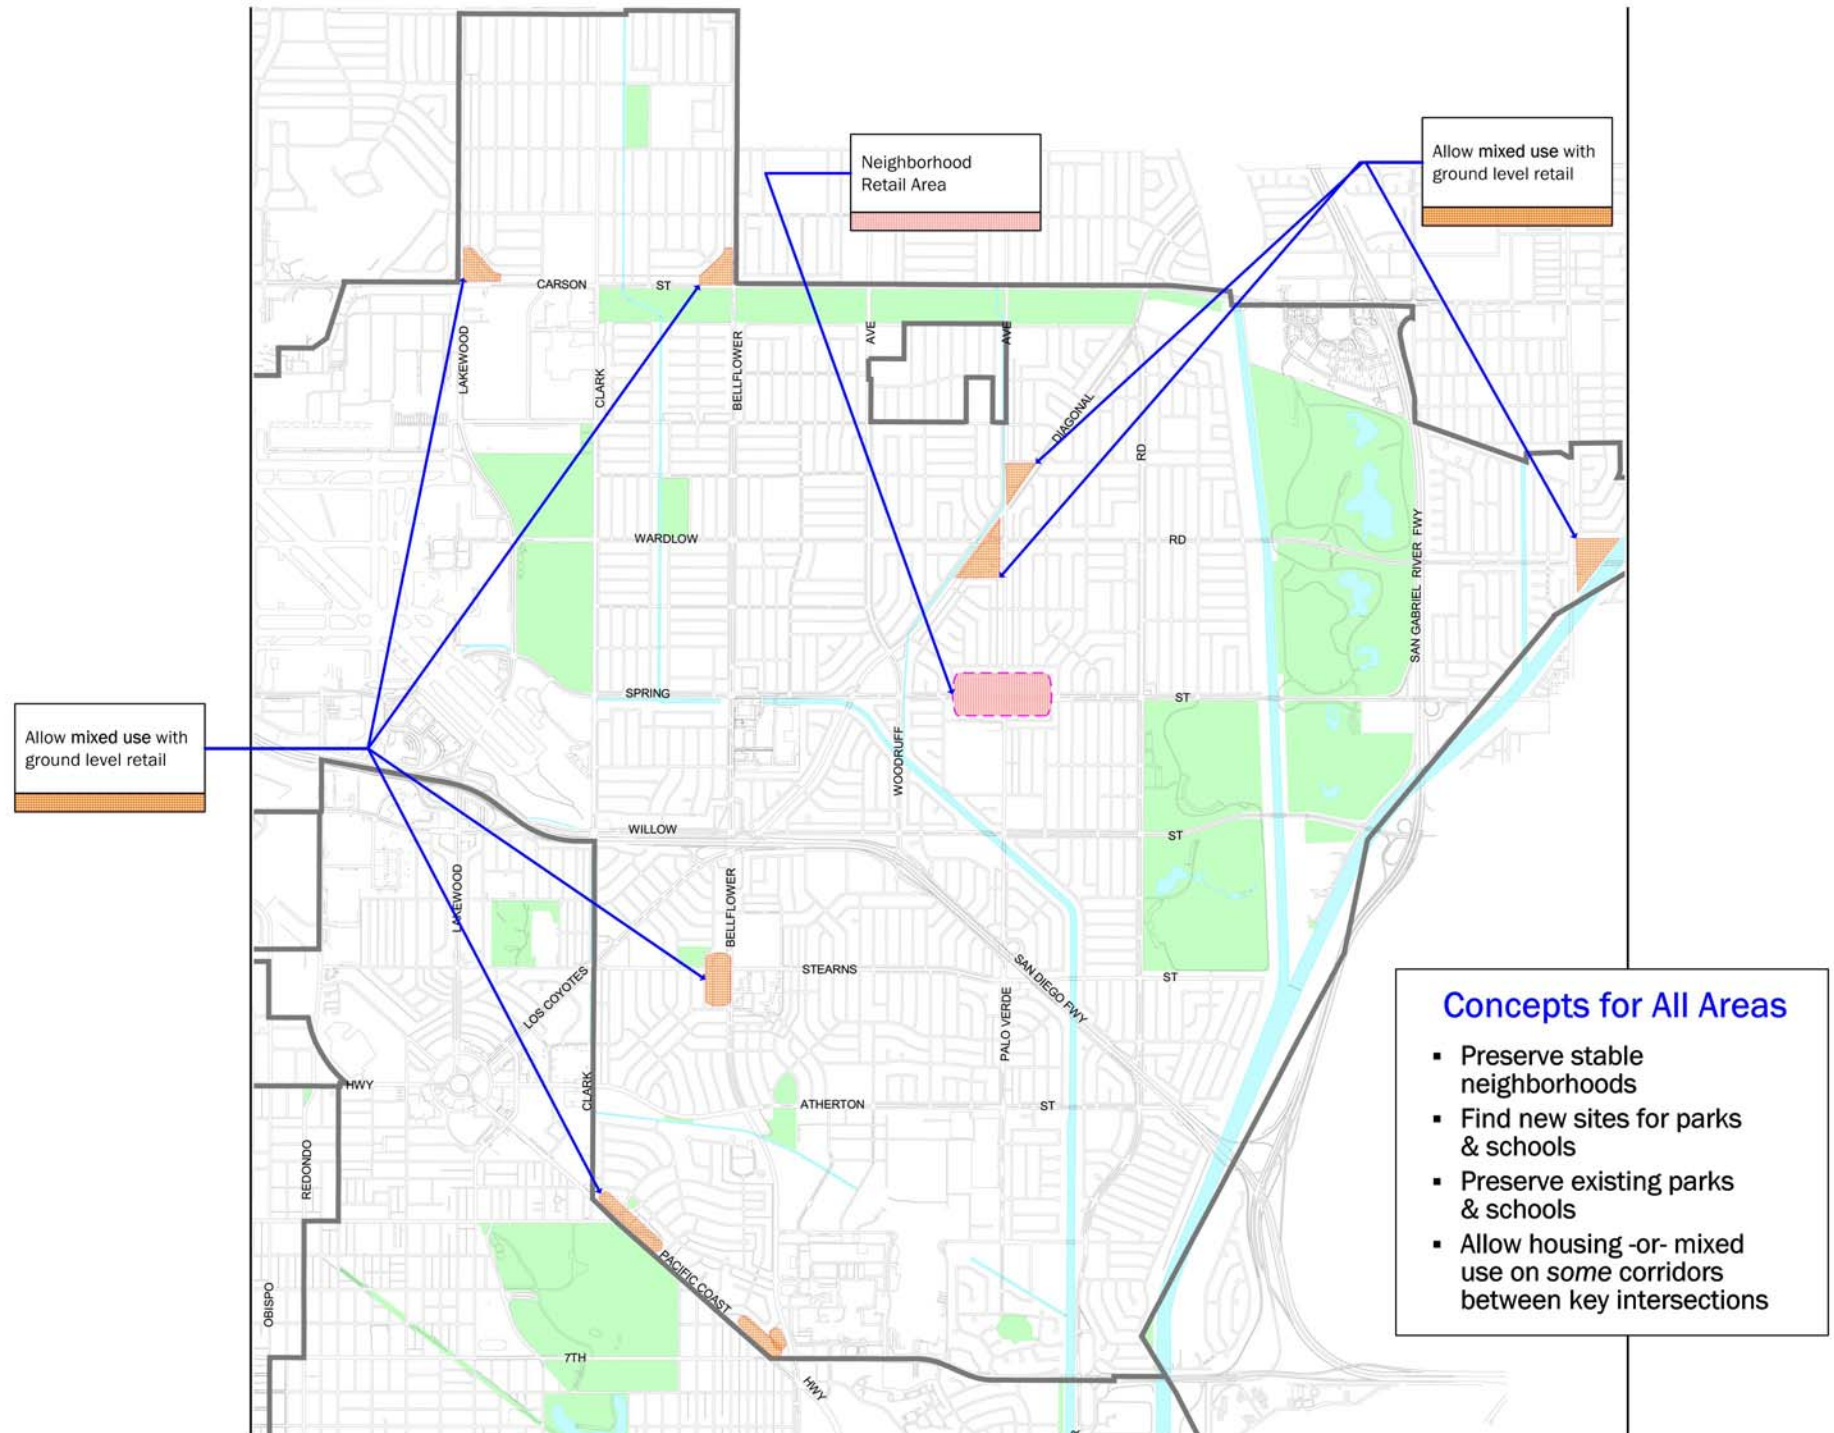 Neighborhood
Retail Area
Allow mixed use with
ground level retail
CARSON
ST
LAKEWOOD
CLARK
BELLFLOWER
AVE
AVE
DIAGONAL
RD
WARDLOW
RD
SAN GABRIEL RIVER FWY
SPRING
ST
Allow mixed use with
ground level retail
WOODRUFF
WILLOW
ST
LAKEWOOD
BELLFLOWER
STEARNS
ST
LOS COYOTES
SAN DIEGO FWY
PALO VERDE
HWY
CLARK
ATHERTON
ST
REDONDO
PACIFIC COAST
OBISPO
7TH
HWY
Concepts for All Areas
▪ Preserve stable
neighborhoods
▪ Find new sites for parks
& schools
▪ Preserve existing parks
& schools
▪ Allow housing -or- mixed
use on some corridors
between key intersections